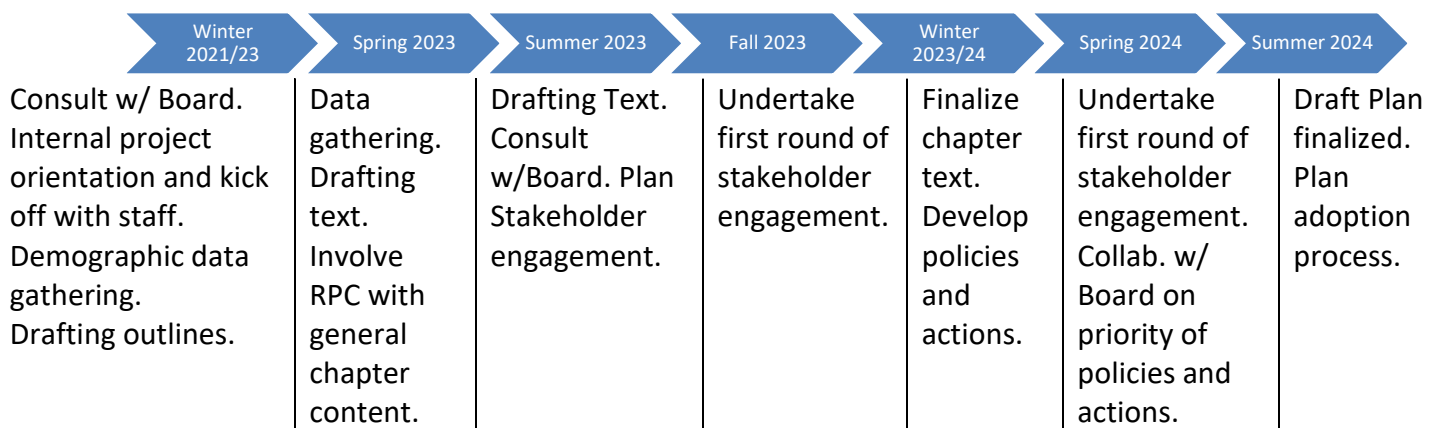 Winter
2021/23
Spring 2023
Summer 2023
Fall 2023
Winter
2023/24
Spring 2024
Summer 2024
Consult w/ Board.
Internal project
orientation and kick
off with staff.
Demographic data
gathering.
Drafting outlines.
Data
gathering.
Drafting
text.
Involve
RPC with
general
chapter
content.
Drafting Text.
Consult
w/Board. Plan
Stakeholder
engagement.
Undertake
first round of
stakeholder
engagement.
Finalize
chapter
text.
Develop
policies
and
actions.
Undertake
first round of
stakeholder
engagement.
Collab. w/
Board on
priority of
policies and
actions.
Draft Plan
finalized.
Plan
adoption
process.